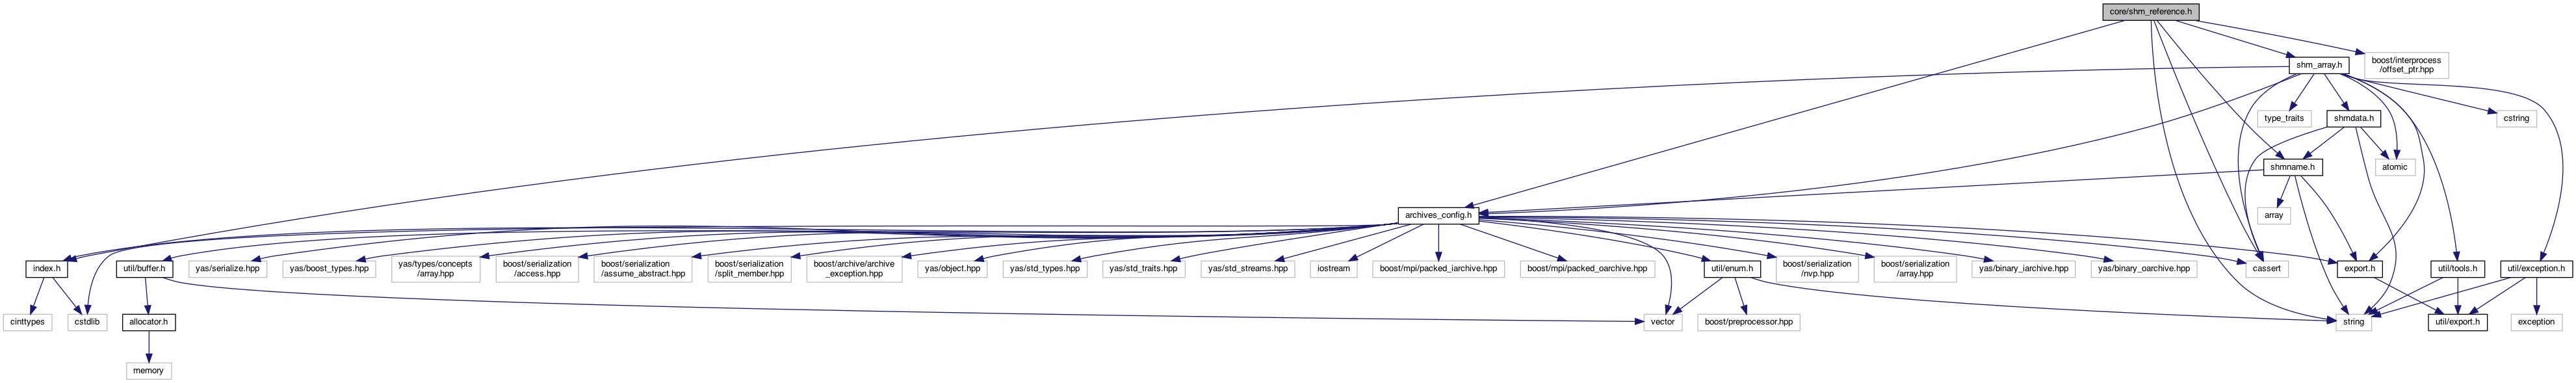 core/shm_reference.h
boost/interprocess
/offset_ptr.hpp
shm_array.h
type_traits
shmdata.h
cstring
shmname.h
atomic
archives_config.h
array
index.h
util/buffer.h
yas/serialize.hpp
yas/boost_types.hpp
yas/types/concepts
/array.hpp
boost/serialization
/access.hpp
boost/serialization
/assume_abstract.hpp
boost/serialization
/split_member.hpp
boost/archive/archive
_exception.hpp
yas/object.hpp
yas/std_types.hpp
yas/std_traits.hpp
yas/std_streams.hpp
iostream
boost/mpi/packed_iarchive.hpp
boost/mpi/packed_oarchive.hpp
util/enum.h
boost/serialization
/nvp.hpp
boost/serialization
/array.hpp
yas/binary_iarchive.hpp
yas/binary_oarchive.hpp
cassert
export.h
util/tools.h
util/exception.h
cinttypes
cstdlib
allocator.h
vector
boost/preprocessor.hpp
string
util/export.h
exception
memory